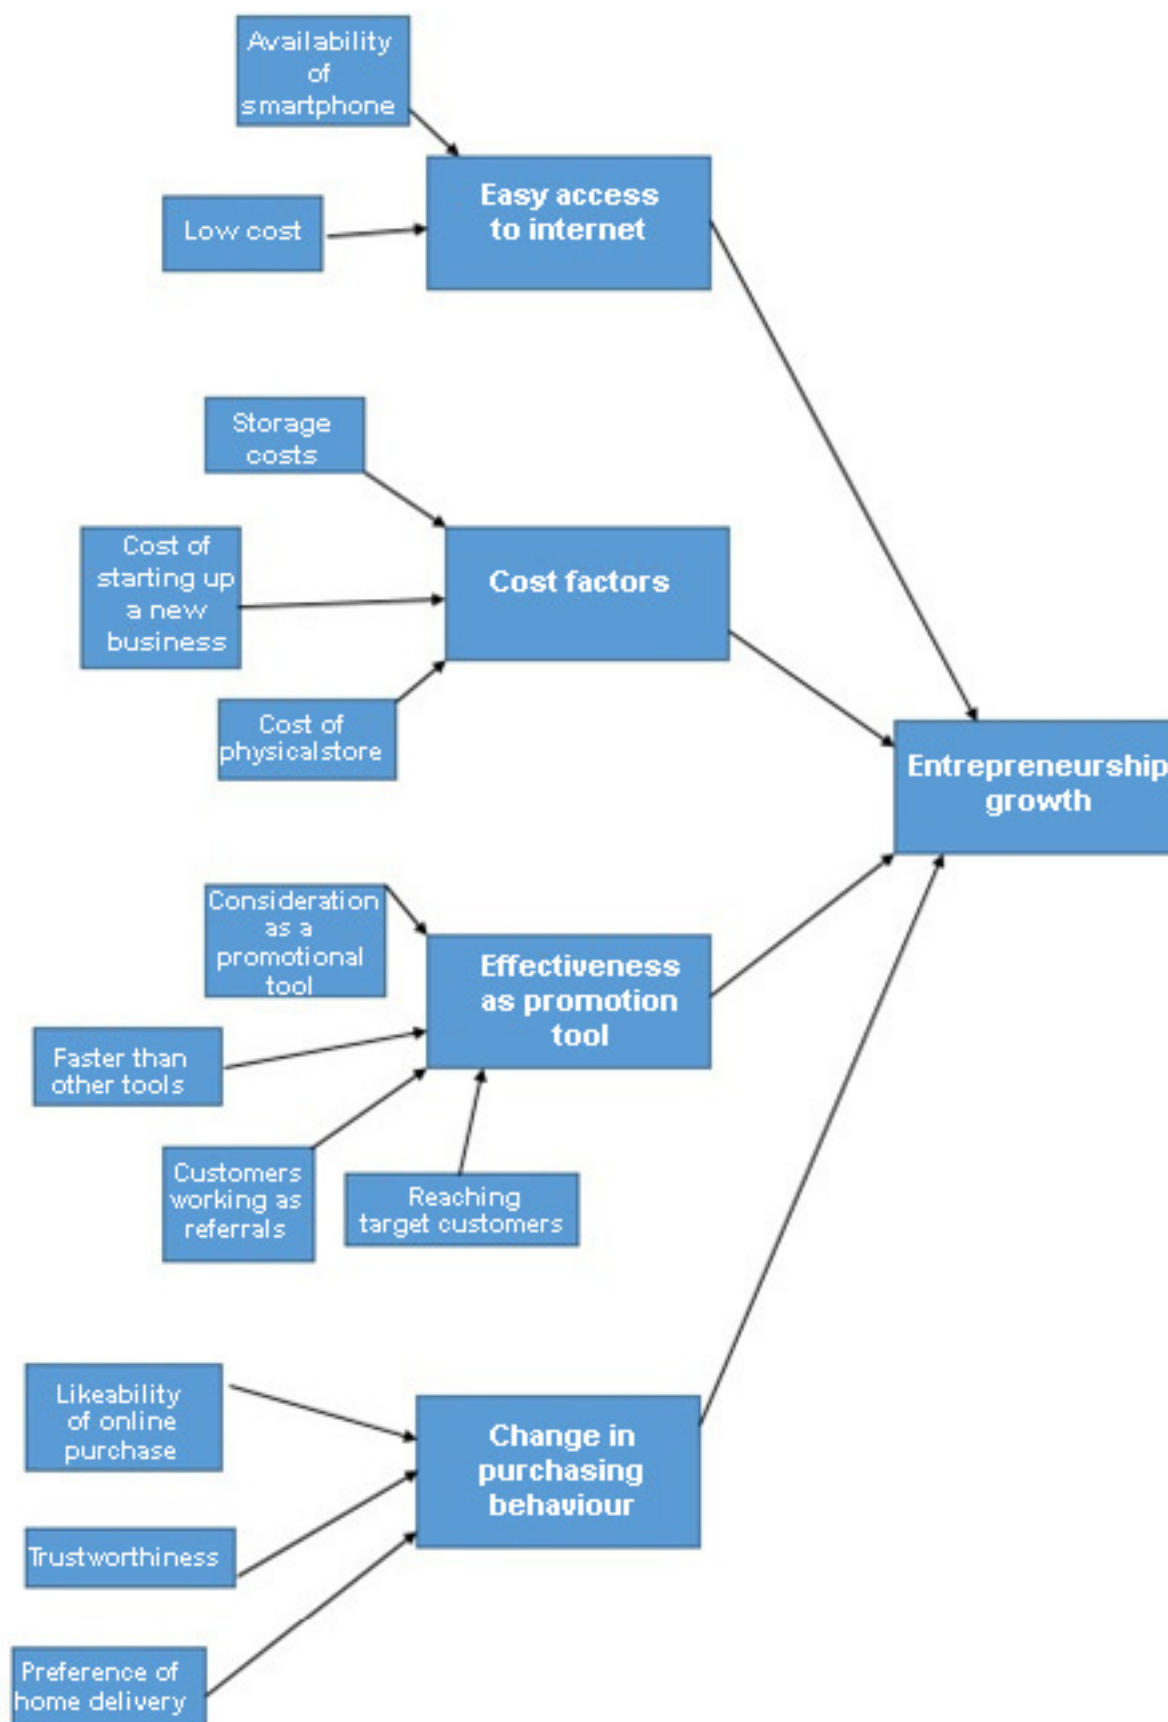 Availability
of
smartphone
Easy access
to internet
Low cost
Storage
costs
Cost of
starting up
a new
business
Cost factors
Cost of
physicalstore
Entrepreneurship
growth
Consideration
as a
promotional
tool
Effectiveness
as promotion
tool
Faster than
other tools
Customers
working as
referrals
Reaching
target customers
Likeability
of online
purchase
Change in
purchasing
behaviour
Trustworthiness
Preference of
home delivery